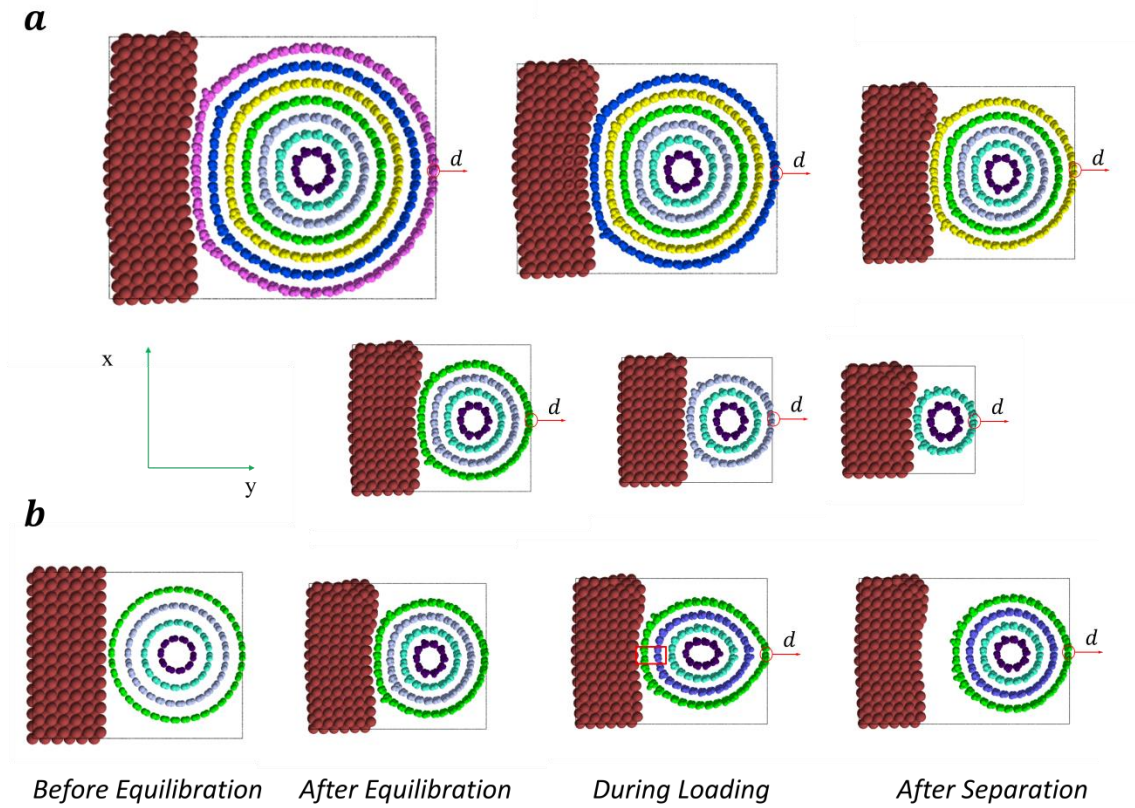 a
d
d
d
x
y
d
d
d
b
d
d
Before Equilibration
After Equilibration
During Loading
After Separation